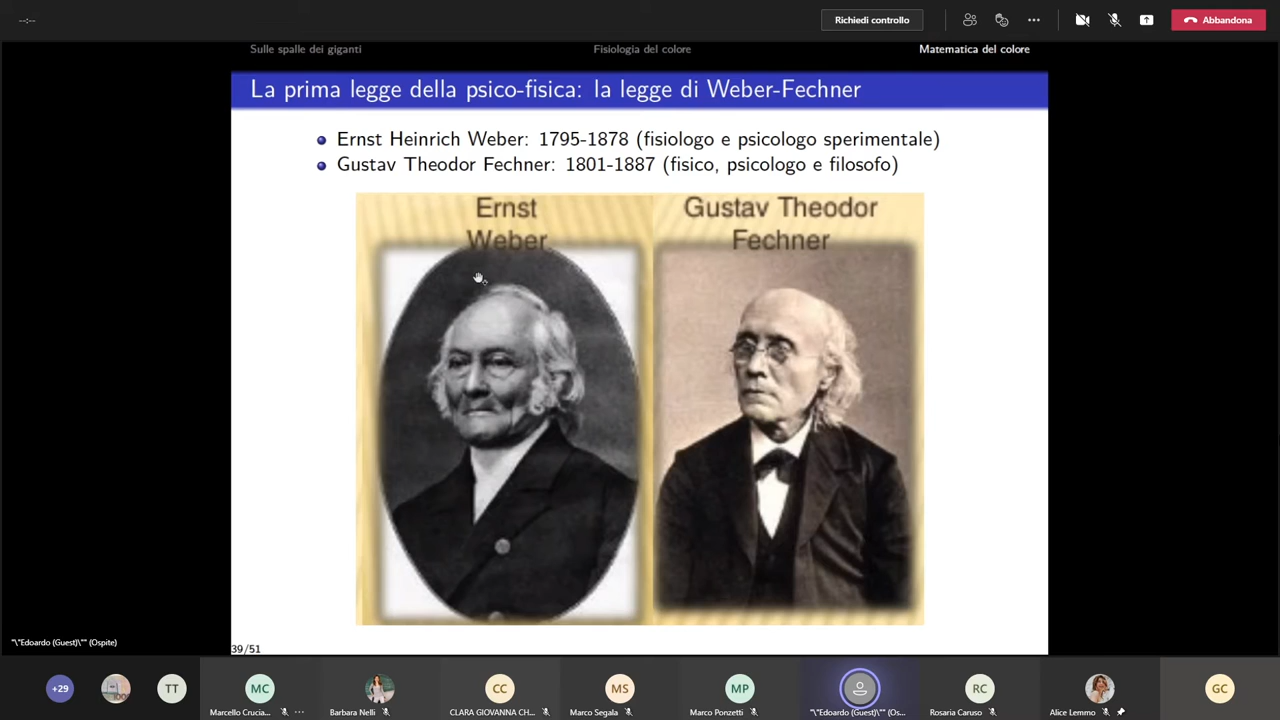 --:--
Richiedi controllo
Abbandona
Sulle spalle dei giganti
Fisiologia del colore
Matematica del colore
La prima legge della psico-fisica: la legge di Weber-Fechner
Ernst Heinrich Weber: 1795-1878 (fisiologo e psicologo sperimentale)
Gustav Theodor Fechner: 1801-1887 (fisico, psicologo e filosofo)
Ernst
Weber
Gustav Theodor
Fechner
"\"Edoardo (Guest)\"" (Ospite)
39/51
+29
TT
MC
CC
MS
MP
RC
GC
Marcello Crucia...
Barbara Nelli
CLARA GIOVANNA CH...
Marco Segala
Marco Ponzetti
"\"Edoardo (Guest)\"" (Os...
Rosaria Caruso
Alice Lemmo